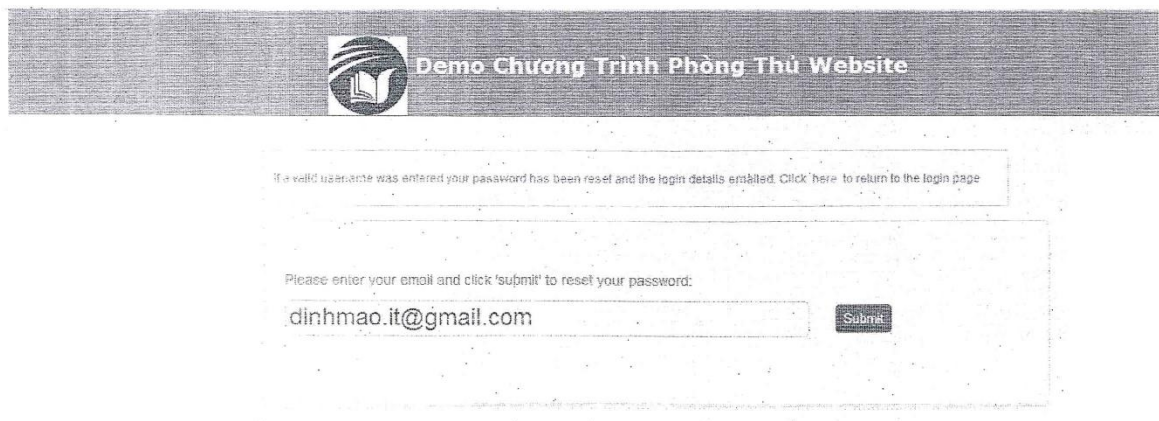 Demo Chương Trình Phòng Thủ Website
If a valid username was entered your password has been reset and the login details emailed. Click here to return to the login page
Please enter your email and click 'submit' to reset your password:
dinhmao.it@gmail.com
Submit